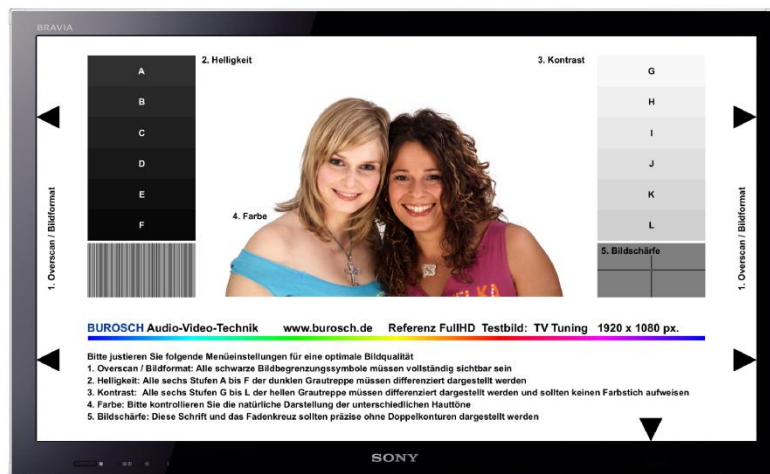 BRAVIA
2. Helligkeit
3. Kontrast
A
B
C
D
E
F
G
H
I
J
K
L
1. Overscan / Bildformat
4. Farbe
5. Bildschärfe
1. Overscan / Bildformat
BUROSCH Audio-Video-Technik www.burosch.de Referenz FullHD Testbild: TV Tuning 1920 x 1080 px.
Bitte justieren Sie folgende Menüeinstellungen für eine optimale Bildqualität
1. Overscan / Bildformat: Alle schwarze Bildbegrenzungssymbole müssen vollständig sichtbar sein
2. Helligkeit: Alle sechs Stufen A bis F der dunklen Grautreppe müssen differenziert dargestellt werden
3. Kontrast: Alle sechs Stufen G bis L der hellen Grautreppe müssen differenziert dargestellt werden und sollten keinen Farbstich aufweisen
4. Farbe: Bitte kontrollieren Sie die natürliche Darstellung der unterschiedlichen Hauttöne
5. Bildschärfe: Diese Schrift und das Fadenkreuz sollten präzise ohne Doppelkonturen dargestellt werden
SONY